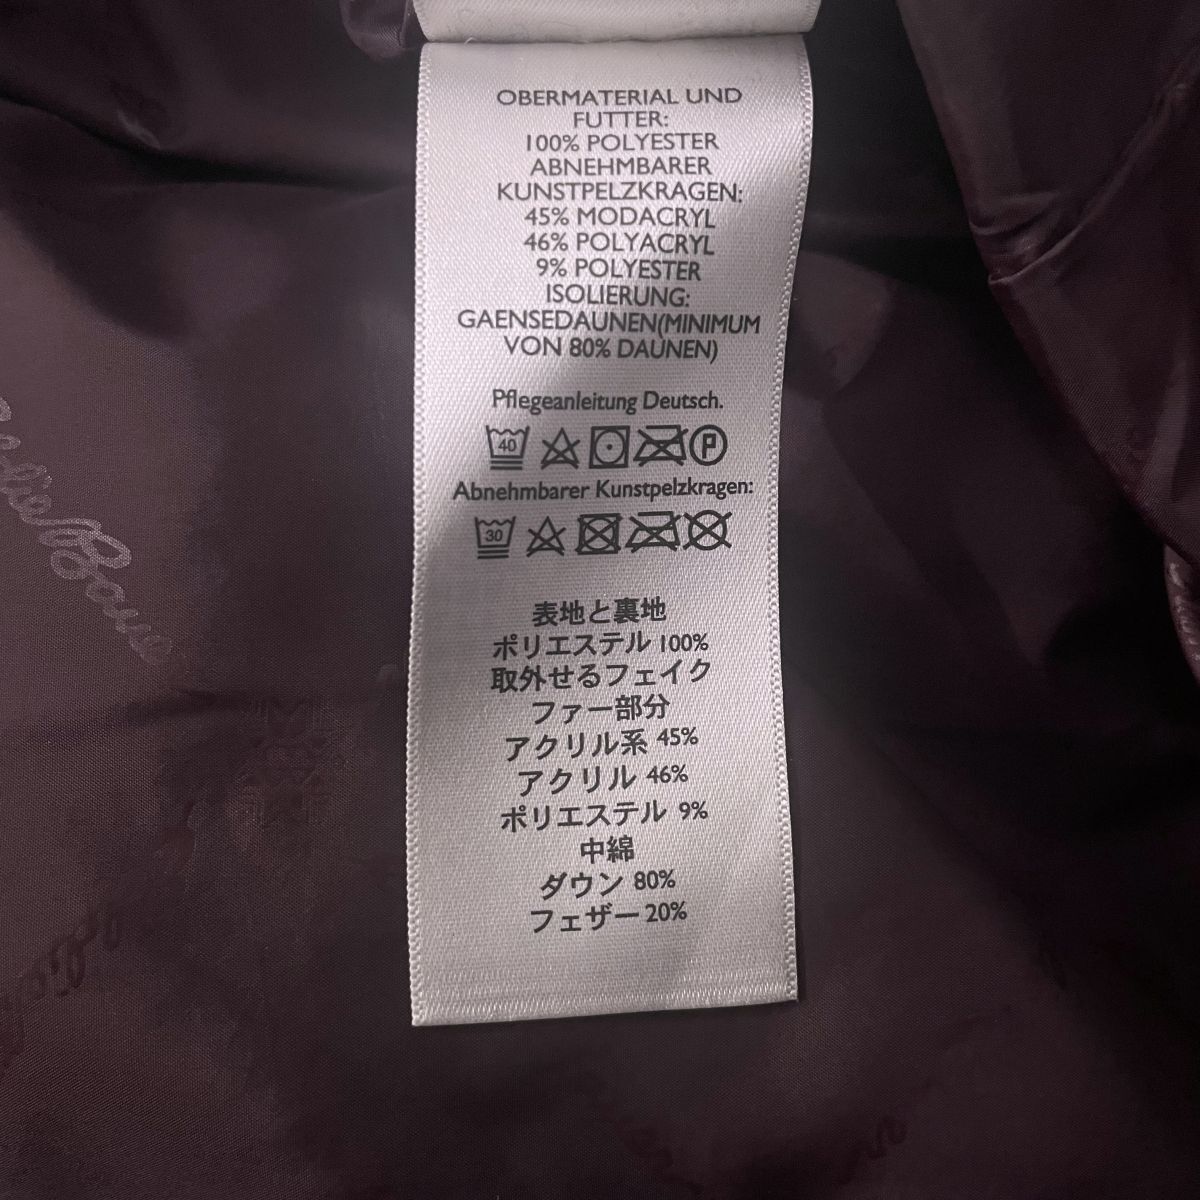 OBERMATERIAL UND
FUTTER:
100% POLYESTER
ABNEHMBARER
KUNSTPELZKRAGEN:
45% MODACRYL
46% POLYACRYL
9% POLYESTER
ISOLIERUNG:
GAENSEDAUNEN(MINIMUM
VON 80% DAUNEN)
Pflegeanleitung Deutsch.
40
P
Abnehmbarer Kunstpelzkragen:
30
表地と裏地
ポリエステル 100%
取外せるフェイク
ファー部分
アクリル系 45%
アクリル 46%
ポリエステル 9%
中綿
ダウン 80%
フェザー 20%